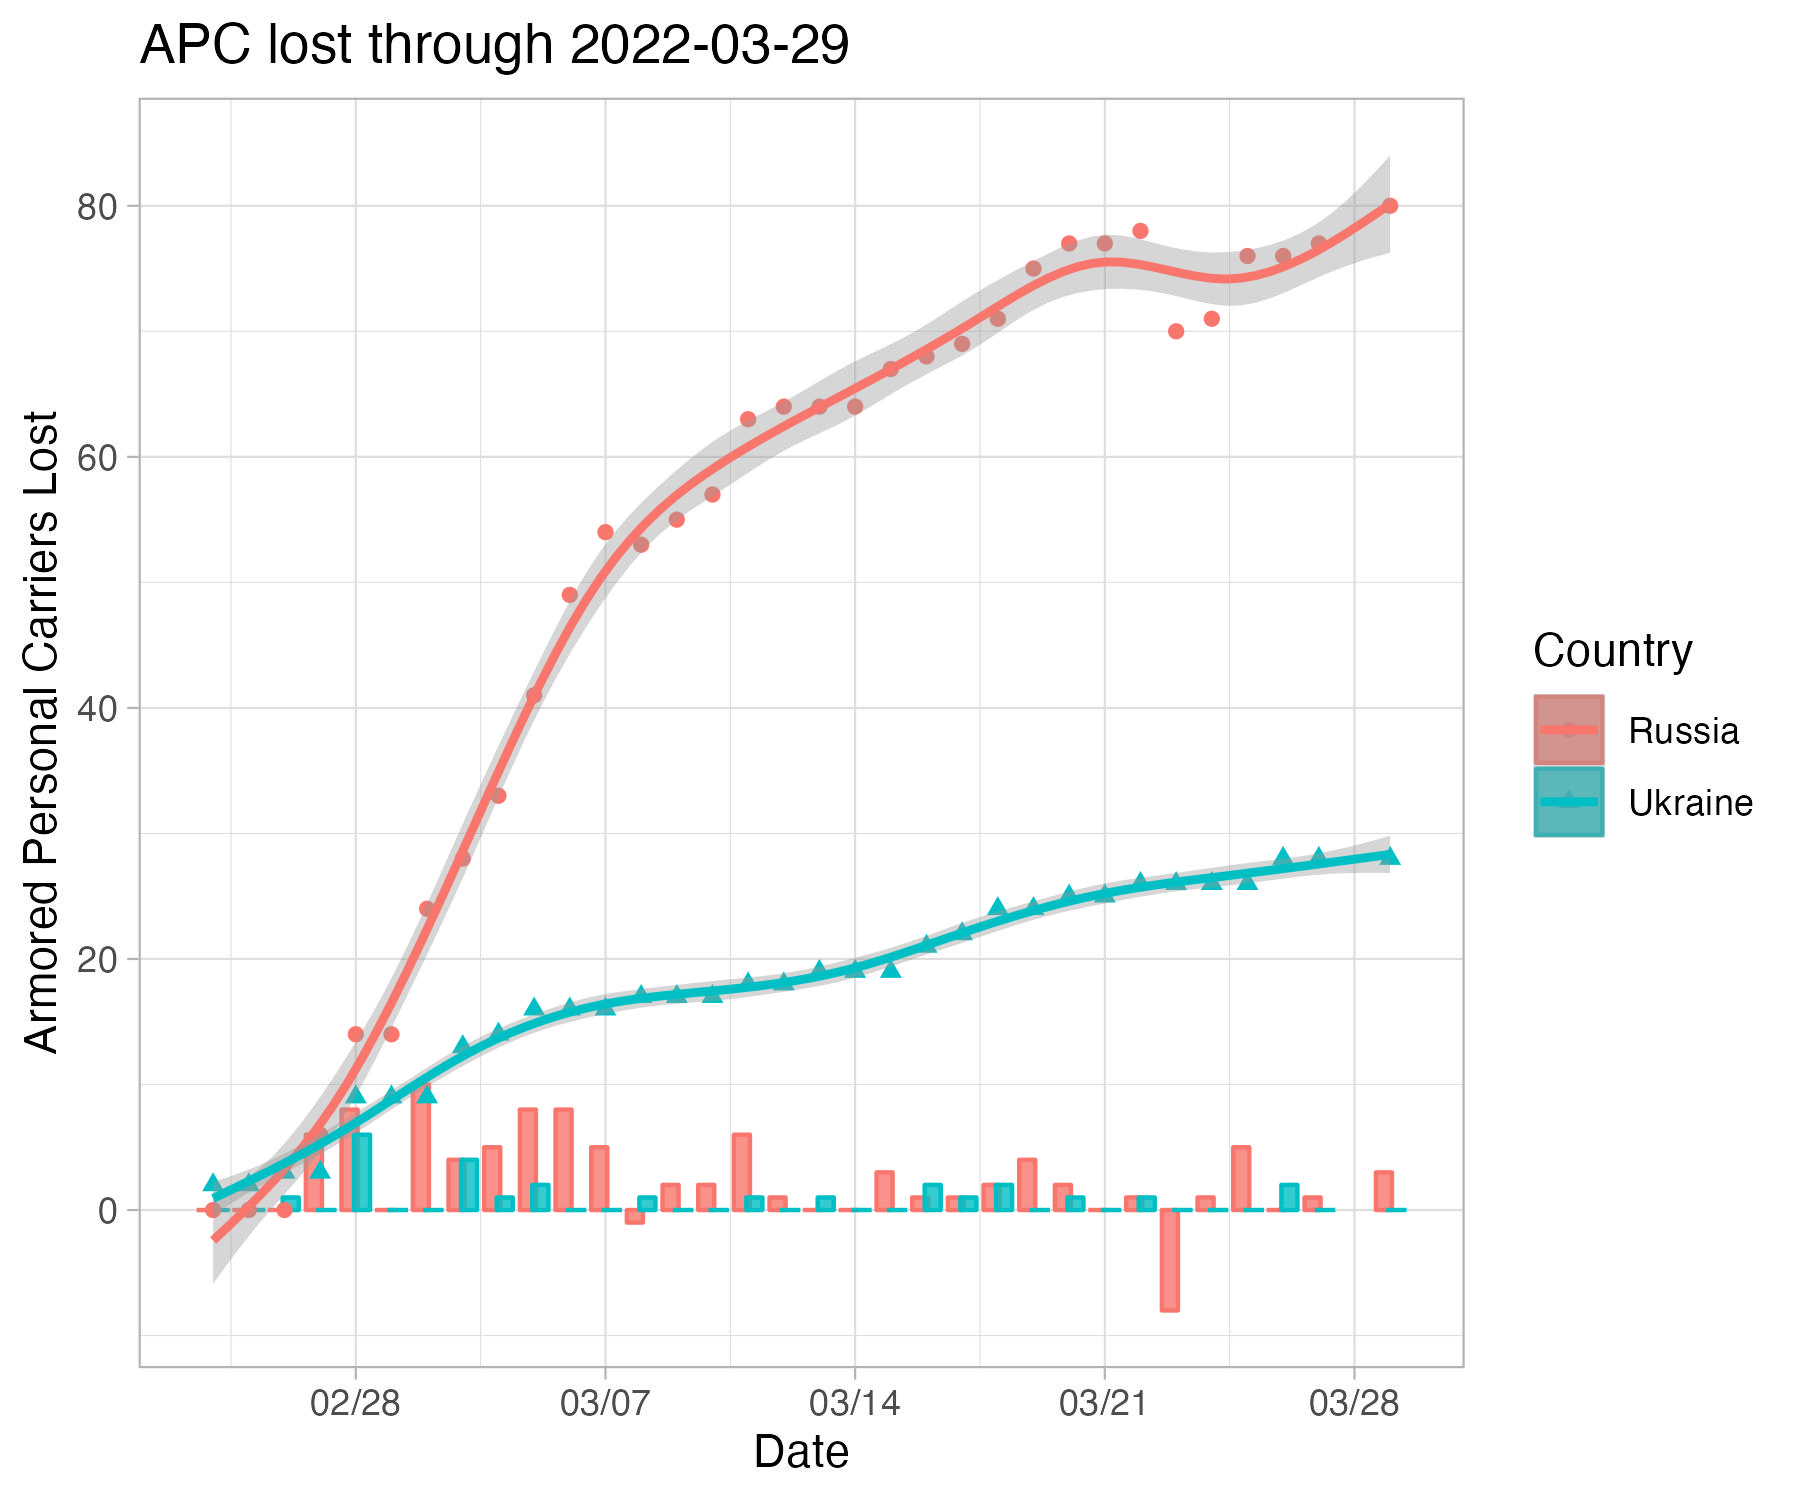 APC lost through 2022-03-29
Armored Personal Carriers Lost
80
60
40
20
0
02/28
03/07
03/14
03/21
03/28
Date
Country
Russia
Ukraine